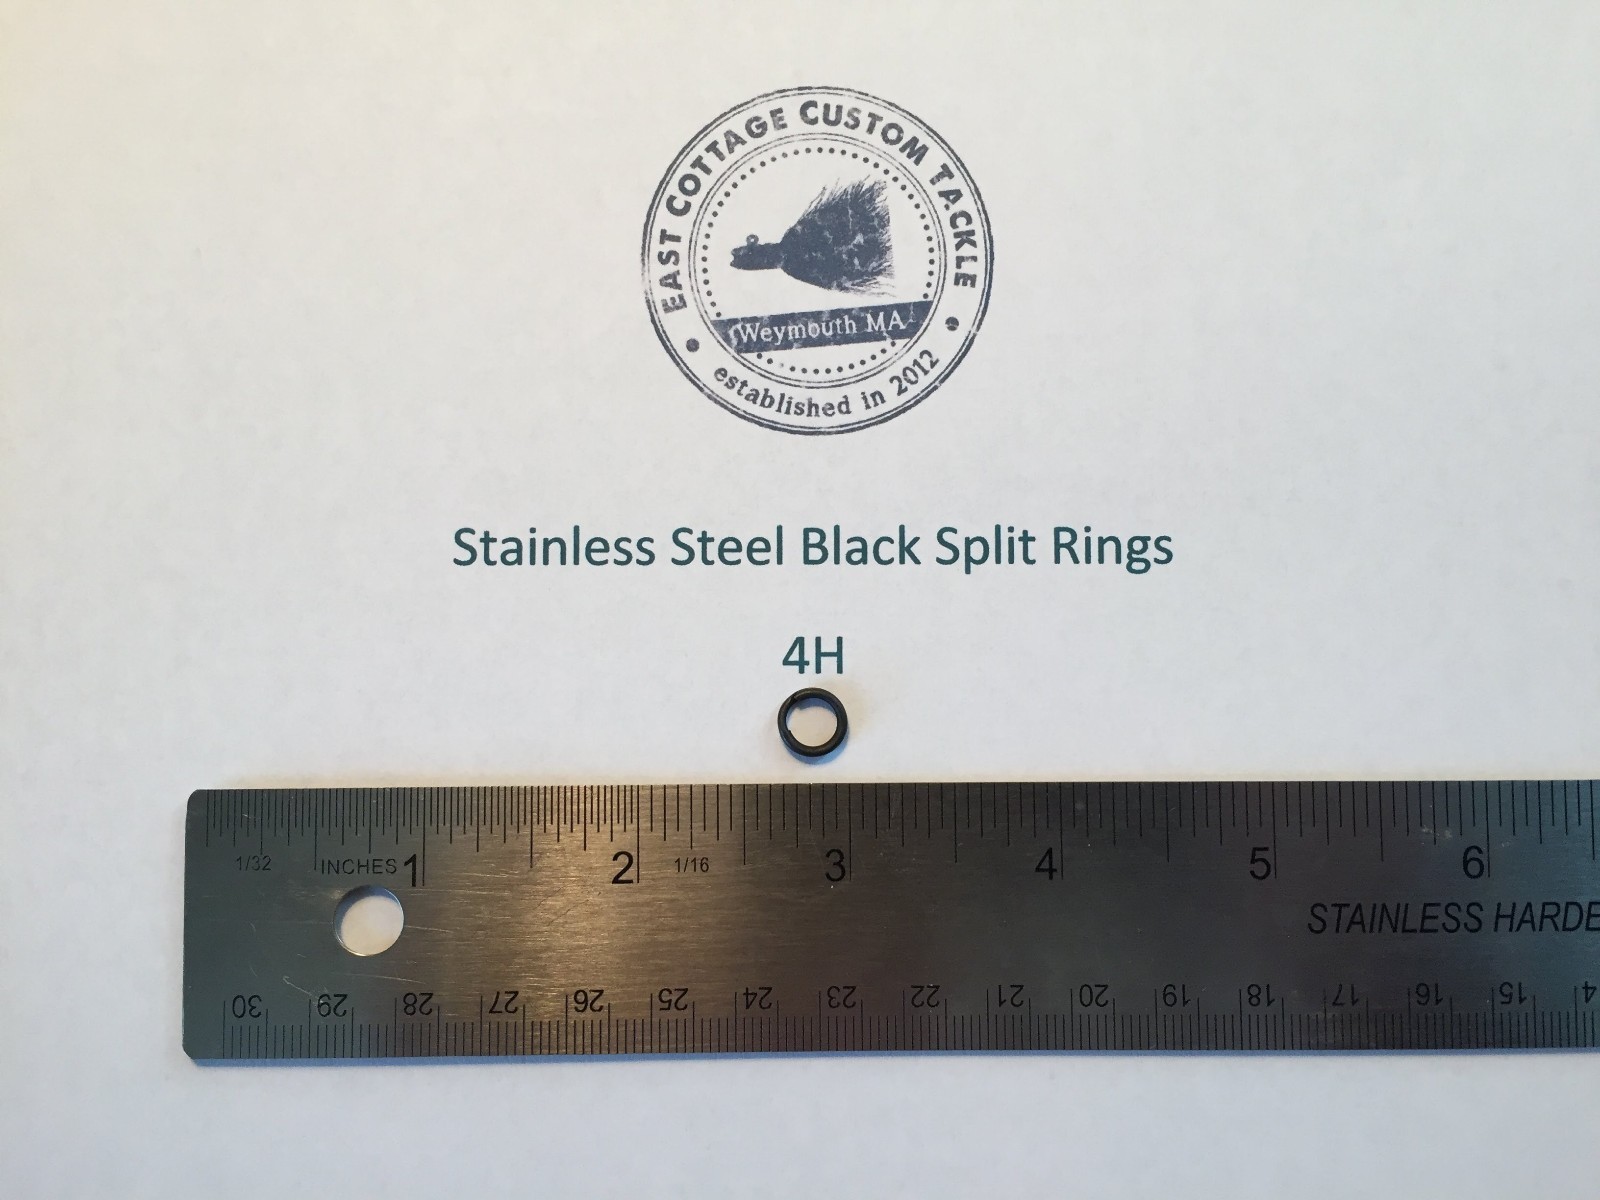 EAST COTTAGE CUSTOM TACKLE
Weymouth MA
established in 2012
Stainless Steel Black Split Rings
4H
1/32 INCHES 1 2 1/16 3 4 5 6
STAINLESS HARDE
30 29 28 27 26 25 24 23 22 21 20 19 18 17 16 15 4